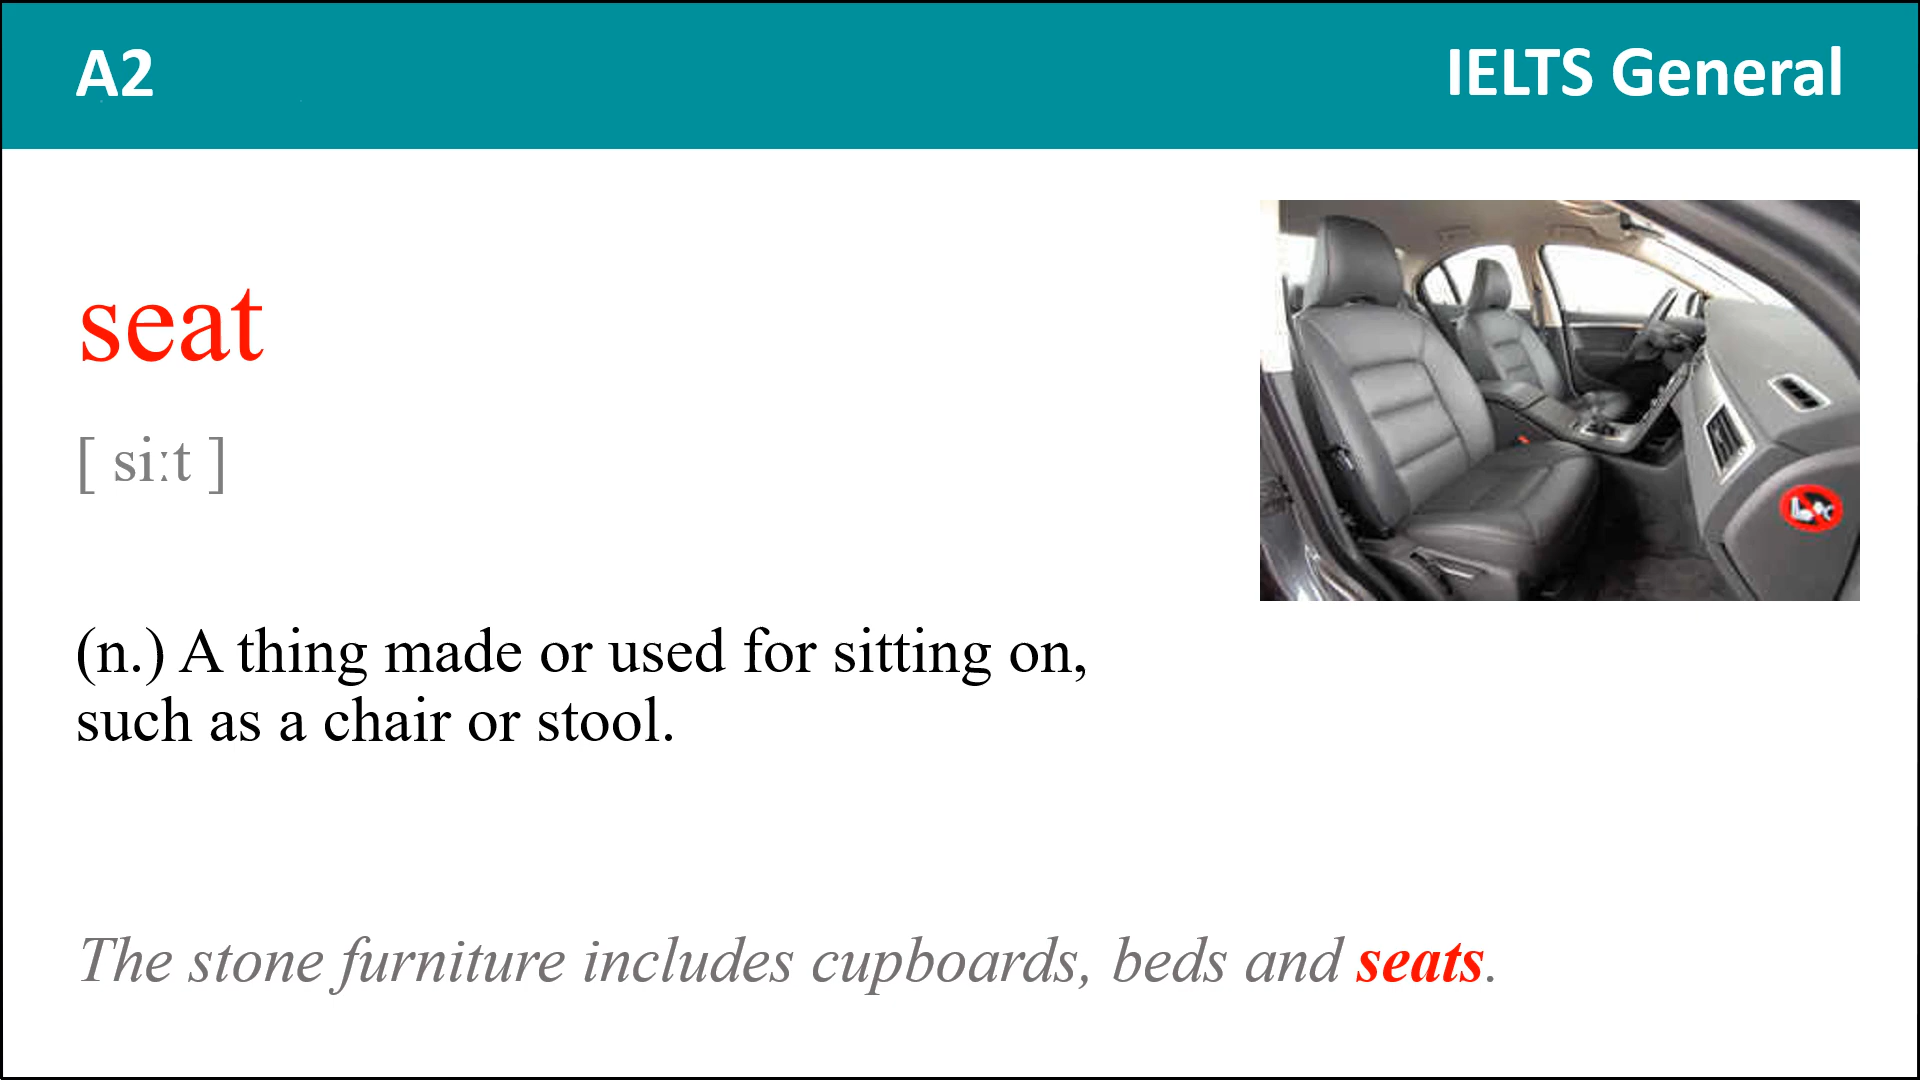 A2
IELTS General
seat
[ siːt ]
(n.) A thing made or used for sitting on,
such as a chair or stool.
The stone furniture includes cupboards, beds and seats.